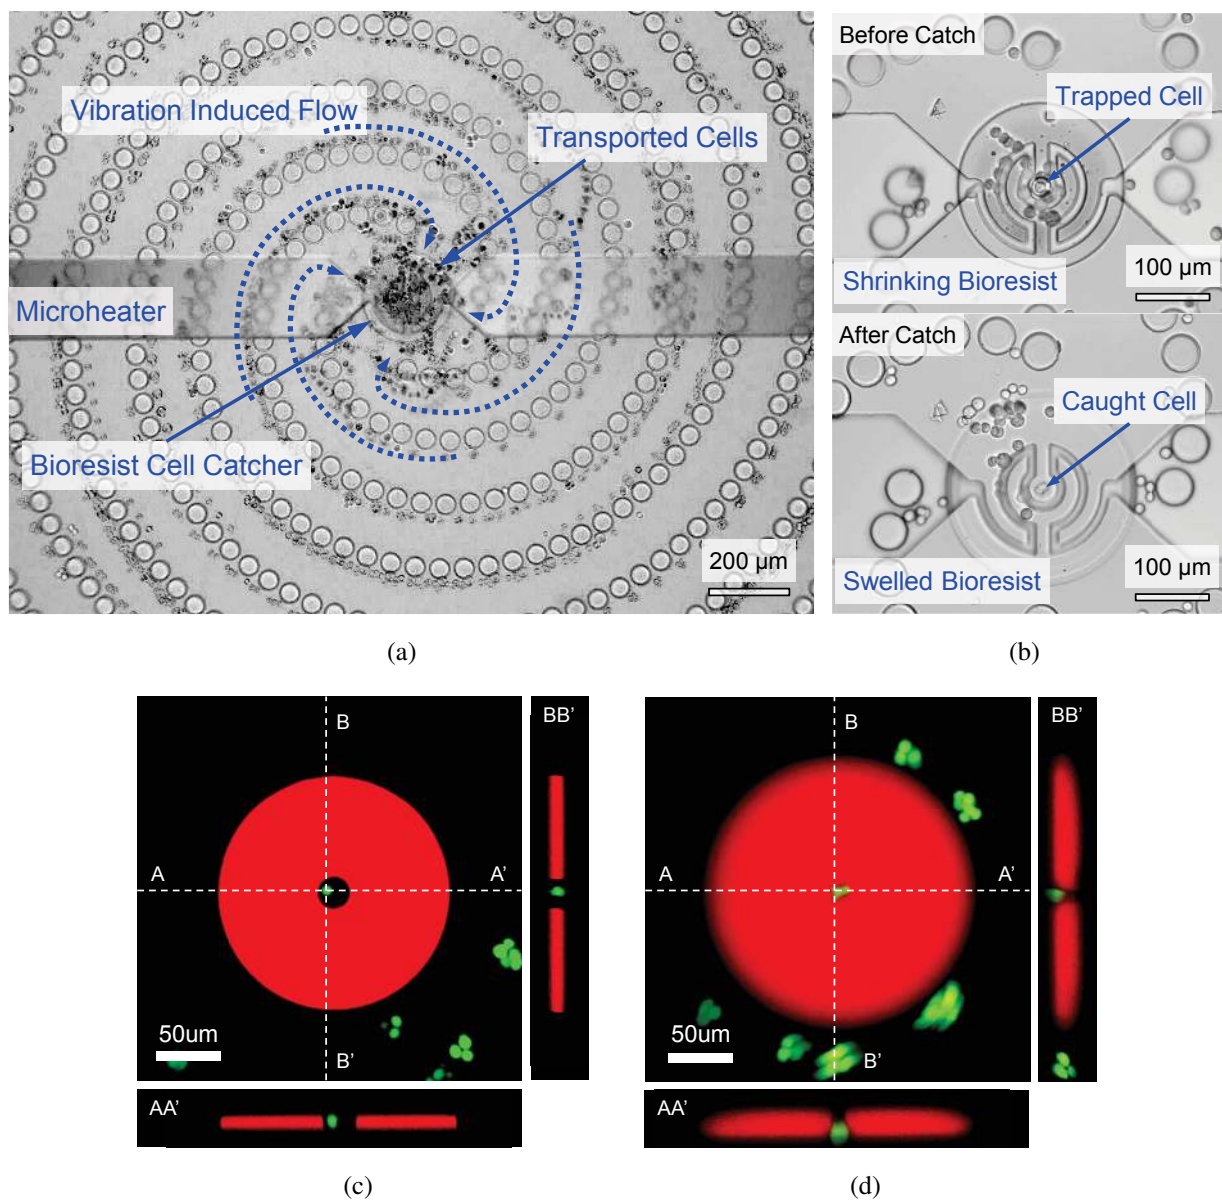 Vibration Induced Flow
Transported Cells
Microheater
Bioresist Cell Catcher
200 μm
(a)
Before Catch
Trapped Cell
100 μm
Shrinking Bioresist
After Catch
Caught Cell
100 μm
Swelled Bioresist
(b)
B
BB’
A
A’
50um
B’
AA’
(c)
B
BB’
A
A’
50um
B’
AA’
(d)